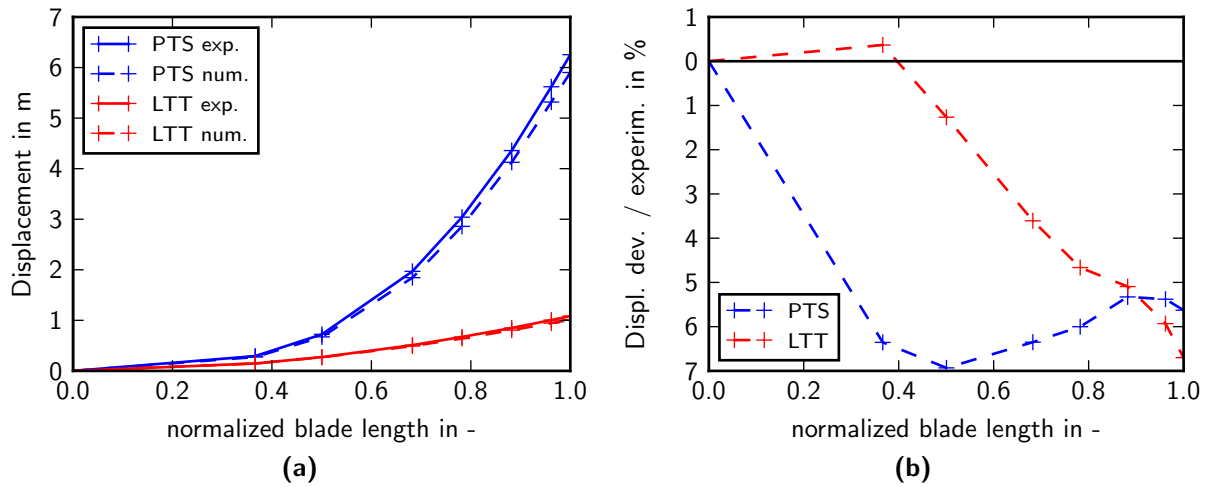 7
6
5
4
3
2
1
0
Displacement in m
PTS exp.
PTS num.
LTT exp.
LTT num.
0.0 0.2 0.4 0.6 0.8 1.0
normalized blade length in -
(a)
1
0
1
2
3
4
5
6
7
Displ. dev. / experim. in %
PTS
LTT
0.0 0.2 0.4 0.6 0.8 1.0
normalized blade length in -
(b)